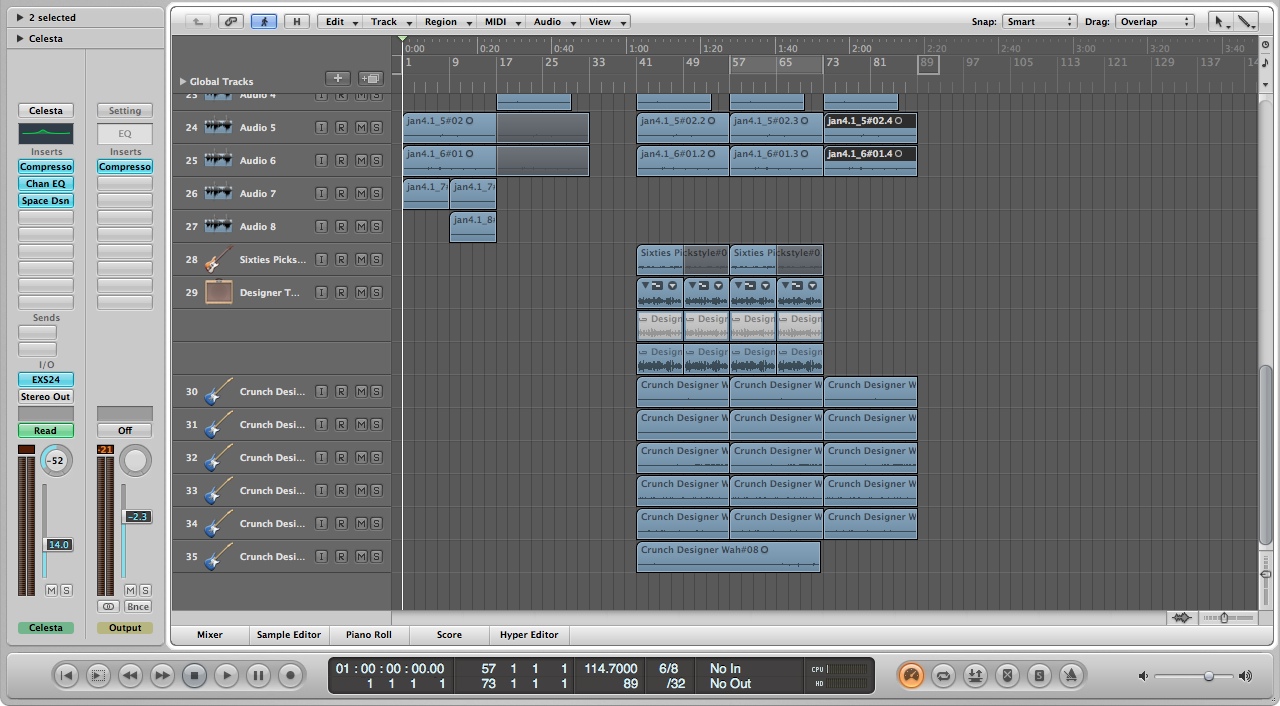 2 selected
Celesta
H
Edit Track Region MIDI Audio View
Snap: Smart Drag: Overlap
0:00 0:20 0:40 1:00 1:20 1:40 2:00 2:20 2:40 3:00 3:20 3:40
1 9 17 25 33 41 49 57 65 73 81 89 97 105 113 121 129 137
Global Tracks
Celesta Setting
EQ
Inserts Inserts
Compresso Compresso
Chan EQ
Space Dsn
Sends
I/O
EXS24
Stereo Out
Read Off
-21
-52
-2.3
14.0
M S M S
Bnce
Celesta Output
25 Audio 4 I R M S
24 Audio 5 I R M S jan4.1_5#02 jan4.1_5#02.2 jan4.1_5#02.3 jan4.1_5#02.4
25 Audio 6 I R M S jan4.1_6#01 jan4.1_6#01.2 jan4.1_6#01.3 jan4.1_6#01.4
26 Audio 7 I R M S jan4.1_7 jan4.1_7
27 Audio 8 I R M S jan4.1_8
28 Sixties Picks... I R M S Sixties Pickstyle#0 Sixties Pickstyle#0
29 Designer T... I R M S
Design Design Design Design
Design Design Design Design
30 Crunch Desi... I R M S Crunch Designer W Crunch Designer W Crunch Designer W
31 Crunch Desi... I R M S Crunch Designer W Crunch Designer W Crunch Designer W
32 Crunch Desi... I R M S Crunch Designer W Crunch Designer W Crunch Designer W
33 Crunch Desi... I R M S Crunch Designer W Crunch Designer W Crunch Designer W
34 Crunch Desi... I R M S Crunch Designer W Crunch Designer W Crunch Designer W
35 Crunch Desi... I R M S Crunch Designer Wah#08
Mixer Sample Editor Piano Roll Score Hyper Editor
01 : 00 : 00 : 00.00 57 1 1 1 114.7000 6/8 No In CPU
1 1 1 1 73 1 1 1 89 /32 No Out HD
S